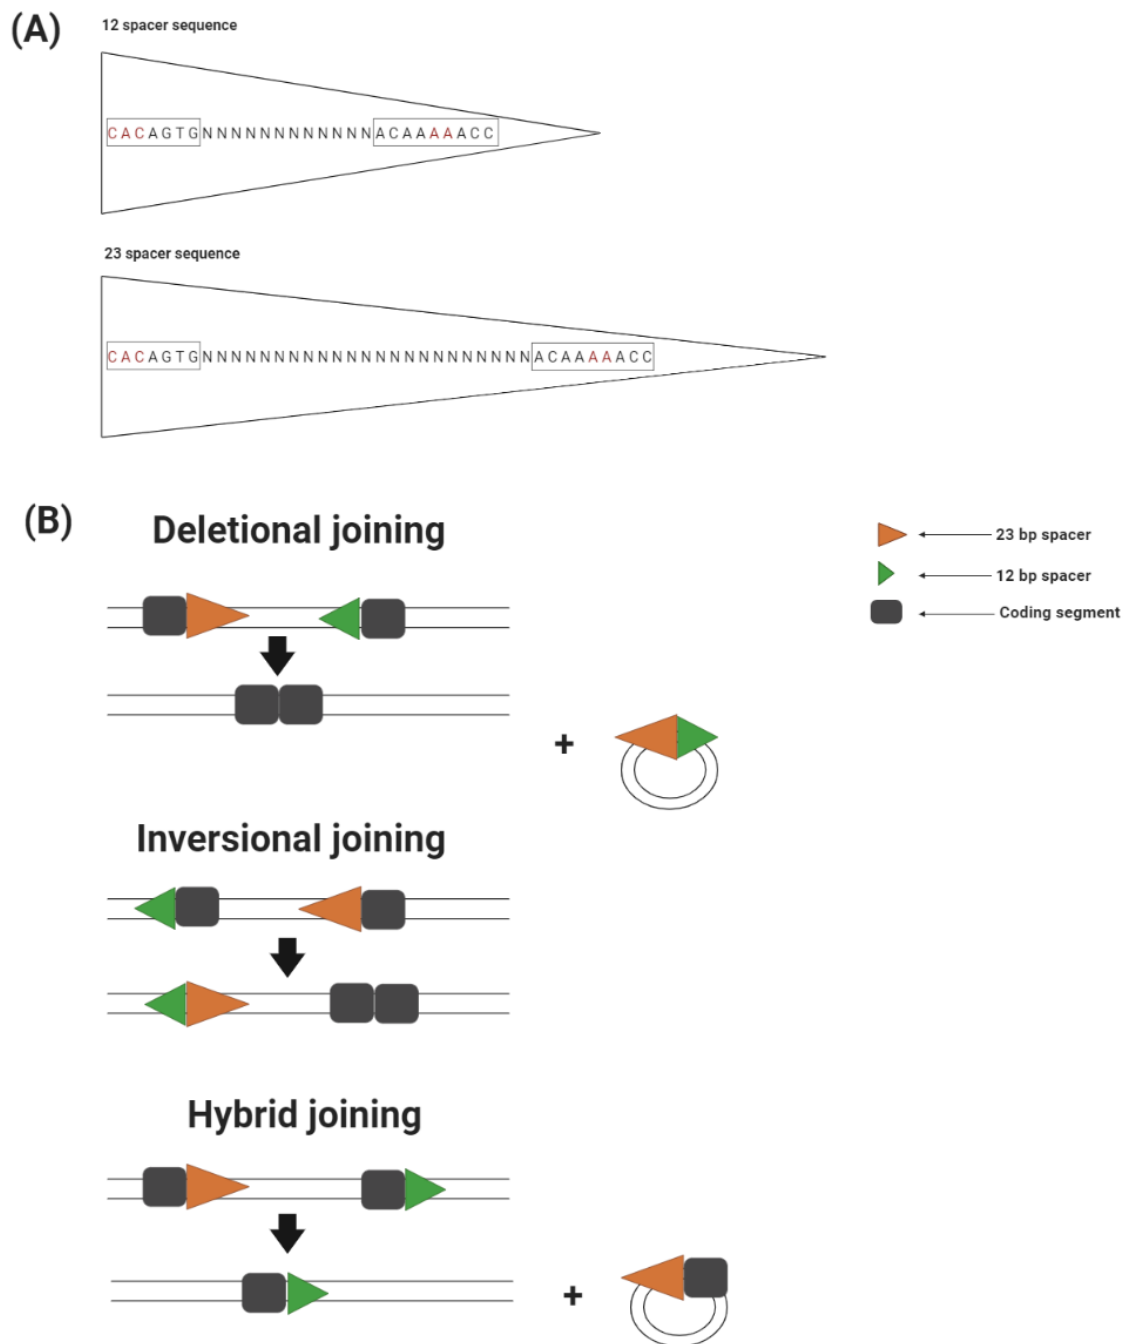 (A)
12 spacer sequence
CACAGTGNNNNNNNNNNNNACAAAAACC
23 spacer sequence
CACAGTGNNNNNNNNNNNNNNNNNNNNNNNACAAAAACC
(B)
Deletional joining
23 bp spacer
12 bp spacer
Coding segment
+
Inversional joining
Hybrid joining
+